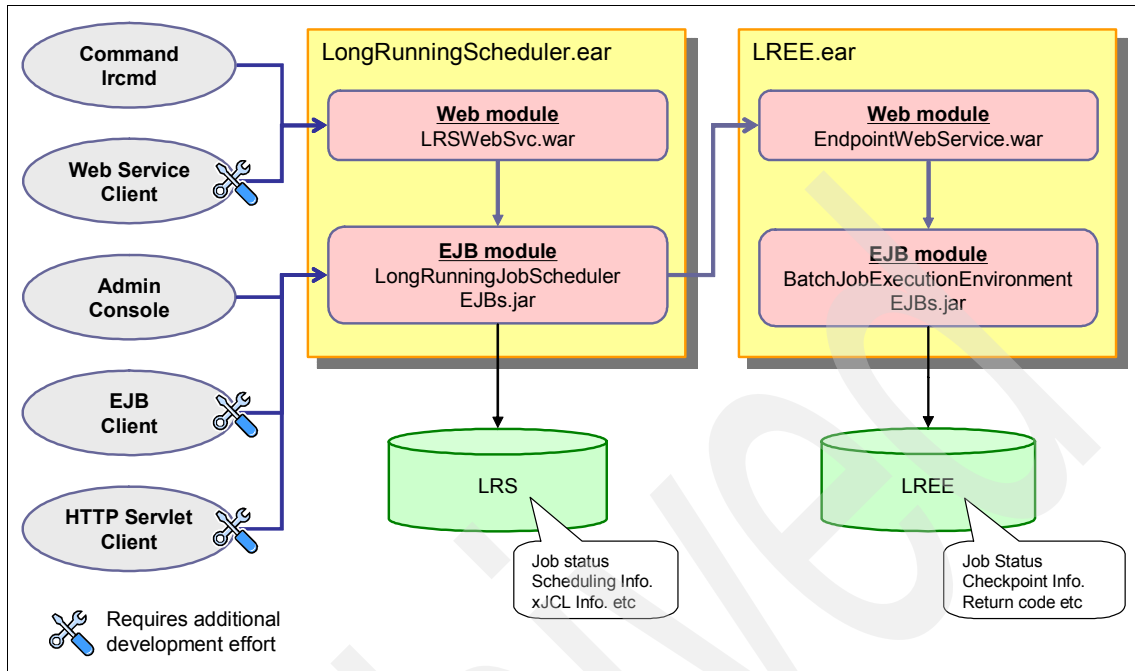 Command
lrcmd
Web Service
Client
Admin
Console
EJB
Client
HTTP Servlet
Client
Requires additional
development effort
LongRunningScheduler.ear
Web module
LRSWebSvc.war
EJB module
LongRunningJobScheduler
EJBs.jar
LRS
Job status
Scheduling Info.
xJCL Info. etc
LREE.ear
Web module
EndpointWebService.war
EJB module
BatchJobExecutionEnvironment
EJBs.jar
LREE
Job Status
Checkpoint Info.
Return code etc